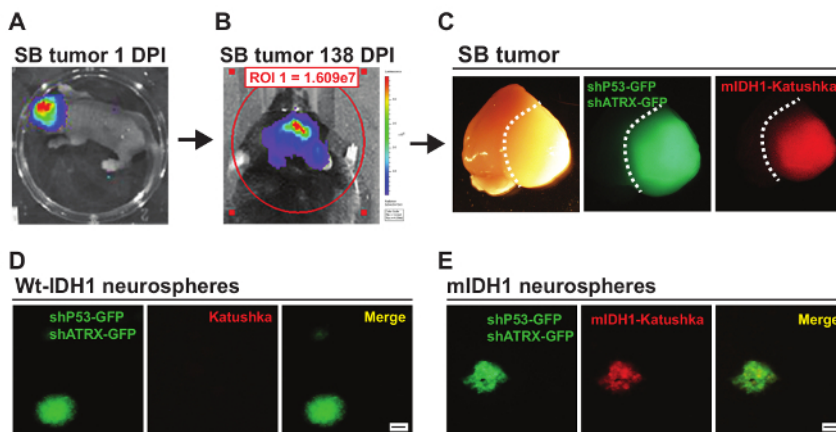 A
SB tumor 1 DPI
B
SB tumor 138 DPI
ROI 1 = 1.609e7
C
SB tumor
shP53-GFP
shATRX-GFP
mIDH1-Katushka
D
Wt-IDH1 neurospheres
shP53-GFP
shATRX-GFP
Katushka
Merge
E
mIDH1 neurospheres
shP53-GFP
shATRX-GFP
mIDH1-Katushka
Merge